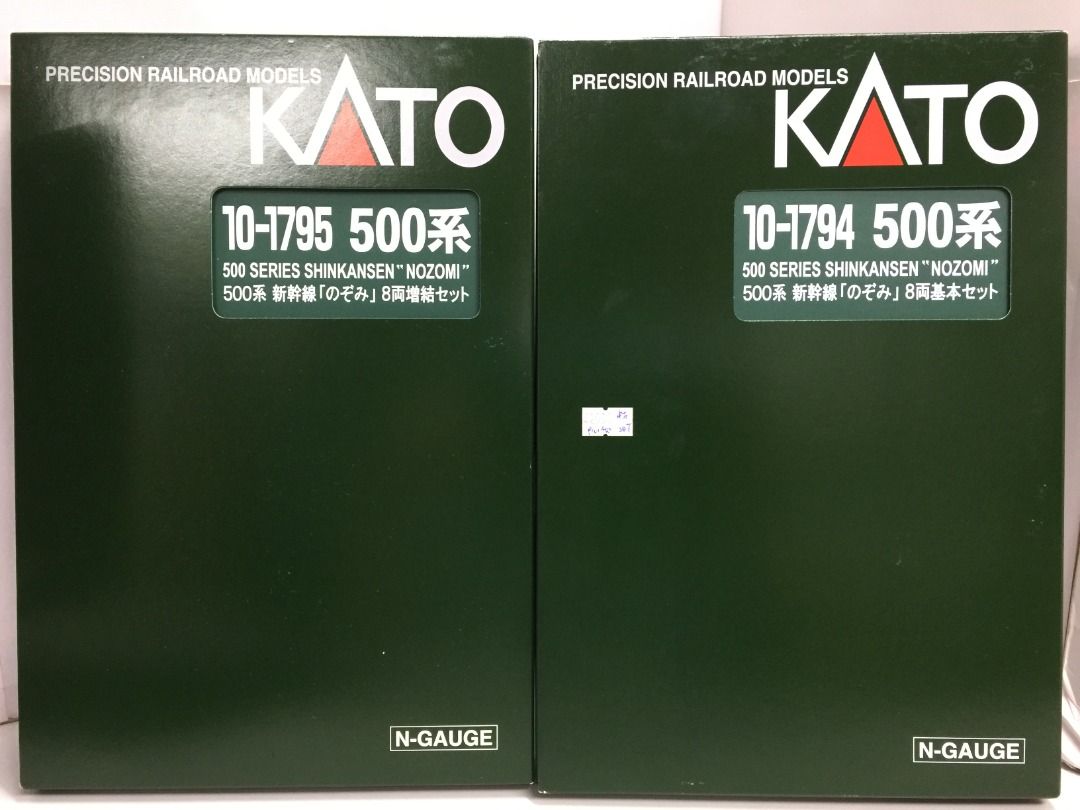 PRECISION RAILROAD MODELS
KATO
10-1795 500系
500 SERIES SHINKANSEN "NOZOMI"
500系 新幹線「のぞみ」8両増結セット
N-GAUGE
PRECISION RAILROAD MODELS
KATO
10-1794 500系
500 SERIES SHINKANSEN "NOZOMI"
500系 新幹線「のぞみ」8両基本セット
N-GAUGE